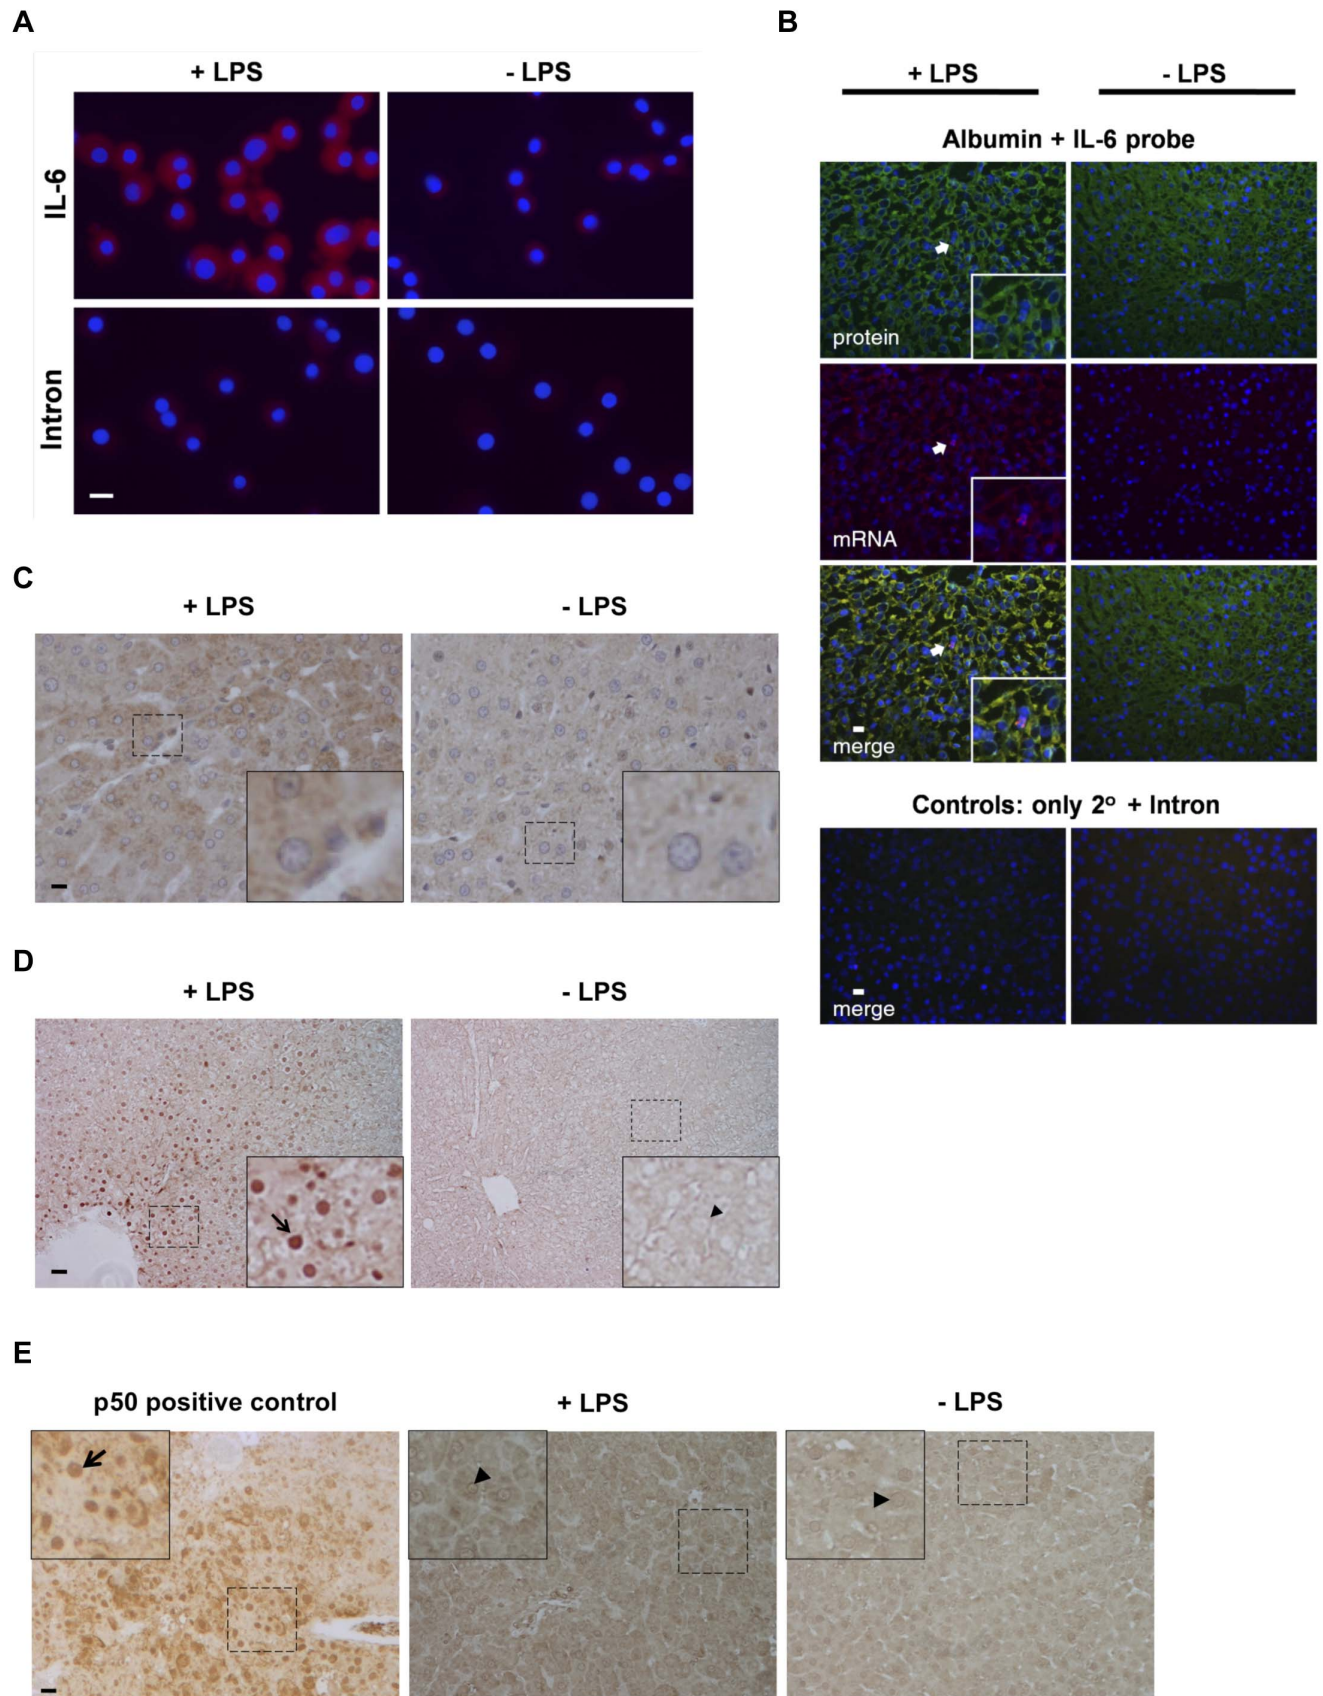 A
+ LPS
- LPS
IL-6
Intron
B
+ LPS
- LPS
Albumin + IL-6 probe
protein
mRNA
merge
Controls: only 2º + Intron
merge
C
+ LPS
- LPS
D
+ LPS
- LPS
E
p50 positive control
+ LPS
- LPS